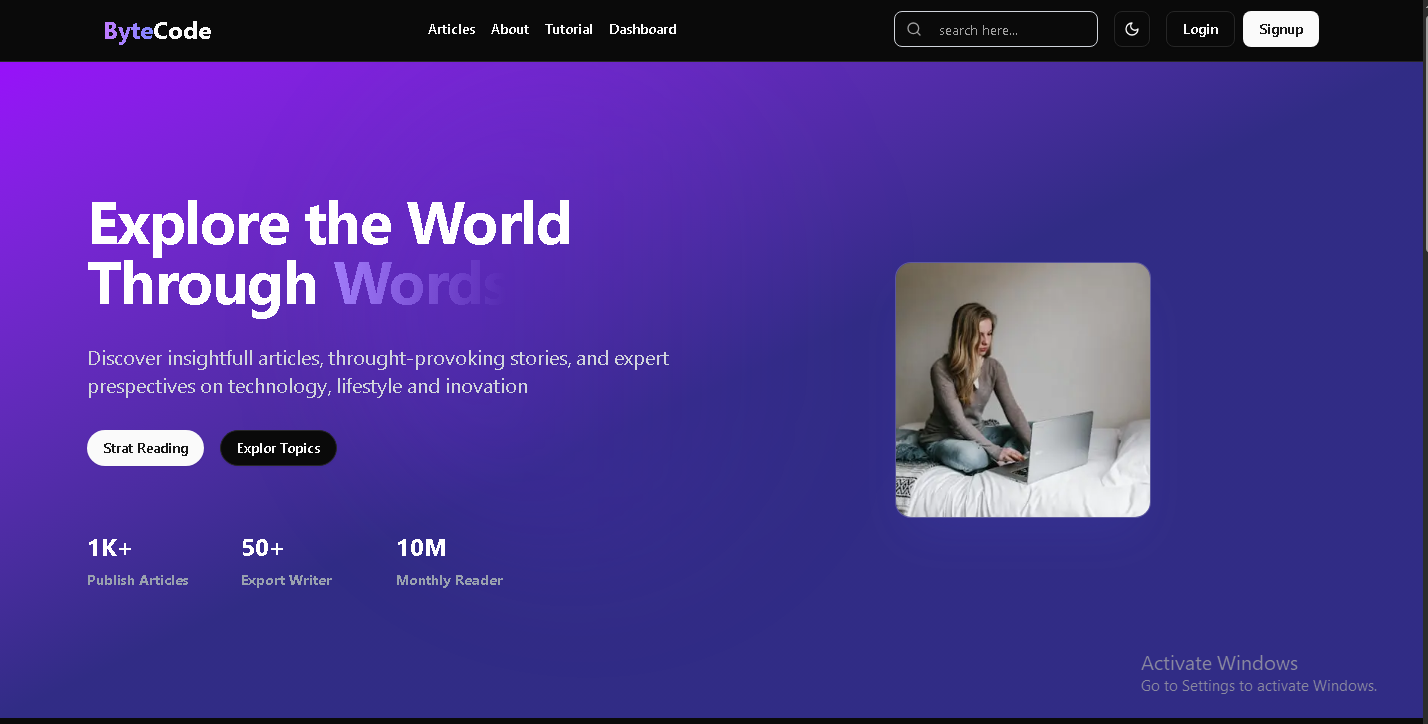 ByteCode
Articles About Tutorial Dashboard
search here...
Login
Signup
Explore the World
Through Words
Discover insightfull articles, throught-provoking stories, and expert
prespectives on technology, lifestyle and inovation
Strat Reading
Explor Topics
1K+ 50+ 10M
Publish Articles Export Writer Monthly Reader
Activate Windows
Go to Settings to activate Windows.